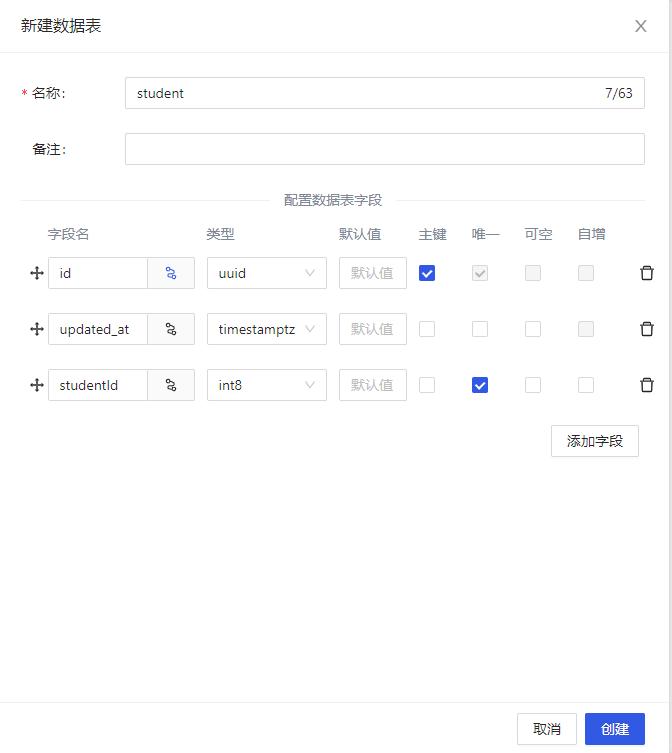 新建数据表
* 名称: student 7/63
备注:
配置数据表字段
字段名 类型 默认值 主键 唯一 可空 自增
id uuid 默认值
updated_at timestamptz 默认值
studentId int8 默认值
添加字段
取消 创建